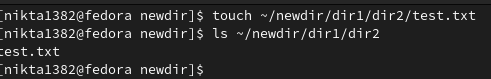 [nikta1382@fedora newdir]$ touch ~/newdir/dir1/dir2/test.txt
[nikta1382@fedora newdir]$ ls ~/newdir/dir1/dir2
test.txt
[nikta1382@fedora newdir]$